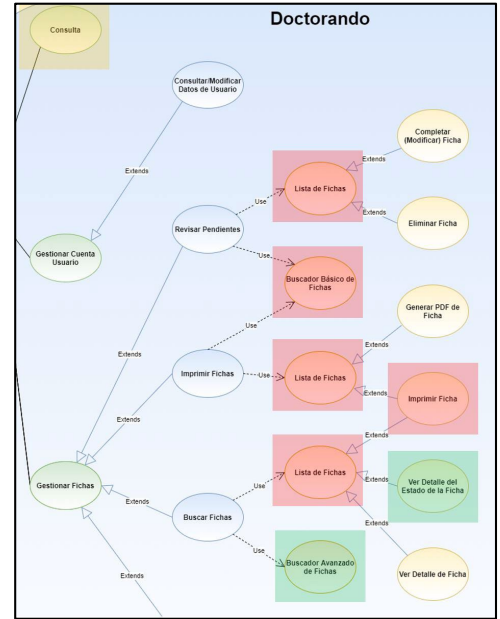 Doctorando
Consulta
Consultar/Modificar
Datos de Usuario
Extends
Completar
(Modificar) Ficha
Extends
Lista de Fichas
Use
Extends
Eliminar Ficha
Revisar Pendientes
Use
Gestionar Cuenta
Usuario
Buscador Básico de
Fichas
Generar PDF de
Ficha
Use
Extends
Extends
Imprimir Fichas
Use
Lista de Fichas
Extends
Imprimir Ficha
Extends
Extends
Lista de Fichas
Use
Extends
Ver Detalle del
Estado de la Ficha
Gestionar Fichas
Extends
Buscar Fichas
Extends
Use
Buscador Avanzado
de Fichas
Ver Detalle de Ficha
Extends